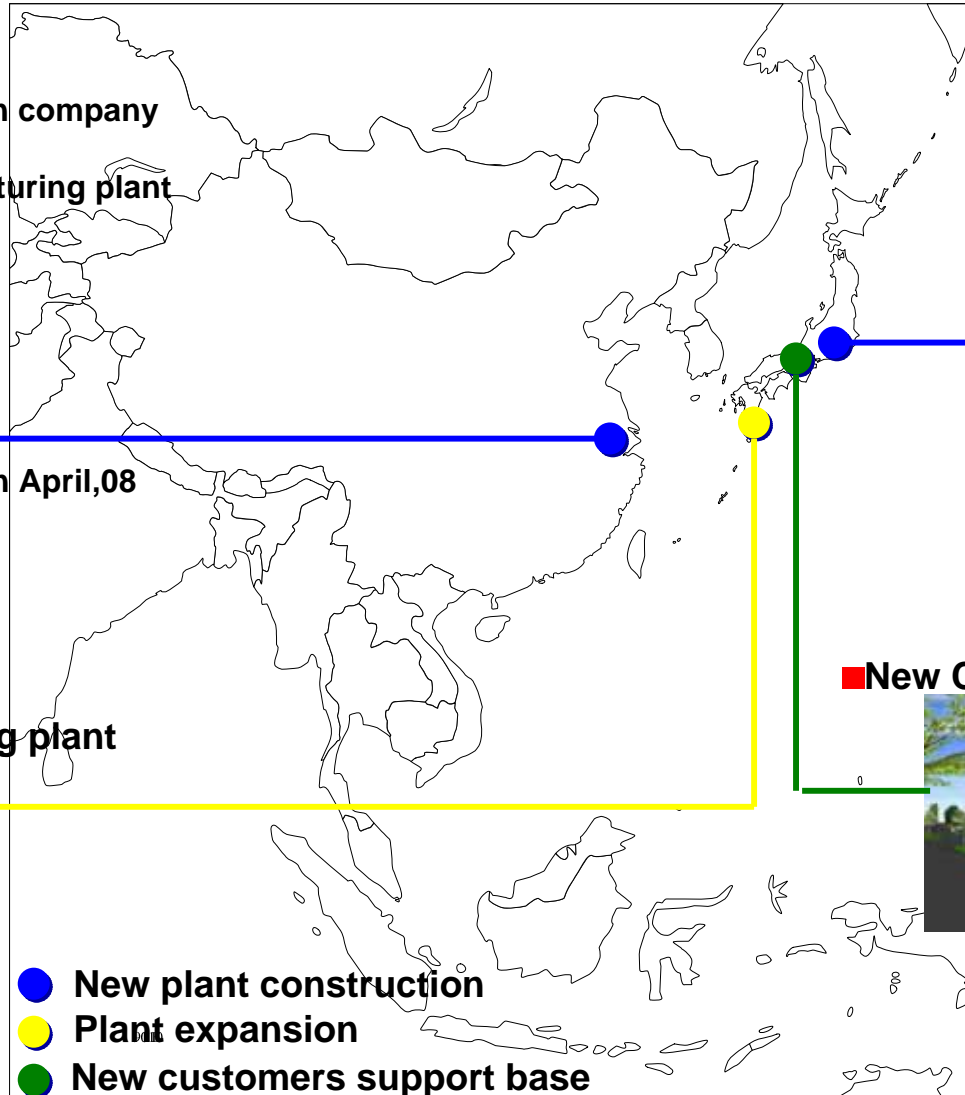 n company
turing plant
n April,08
New C
g plant
New plant construction
Plant expansion
New customers support base